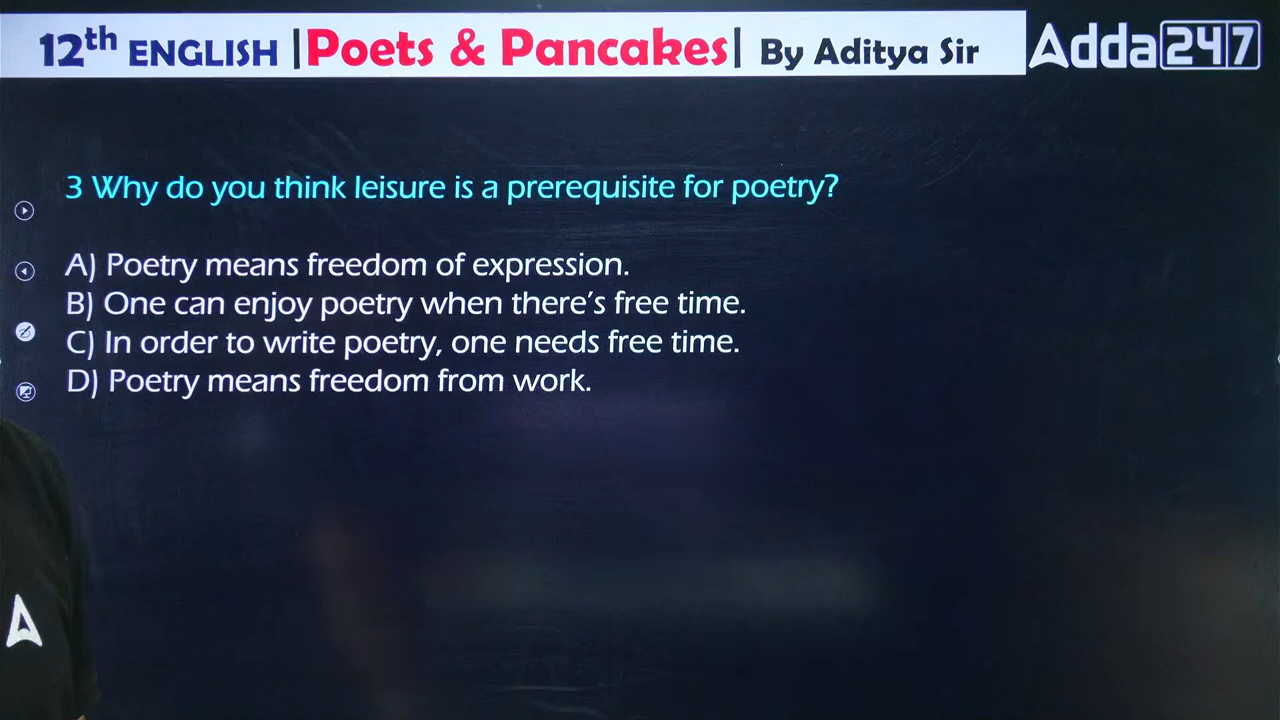 12th ENGLISH |Poets & Pancakes| By Aditya Sir
Adda247
3 Why do you think leisure is a prerequisite for poetry?
A) Poetry means freedom of expression.
B) One can enjoy poetry when there's free time.
C) In order to write poetry, one needs free time.
D) Poetry means freedom from work.